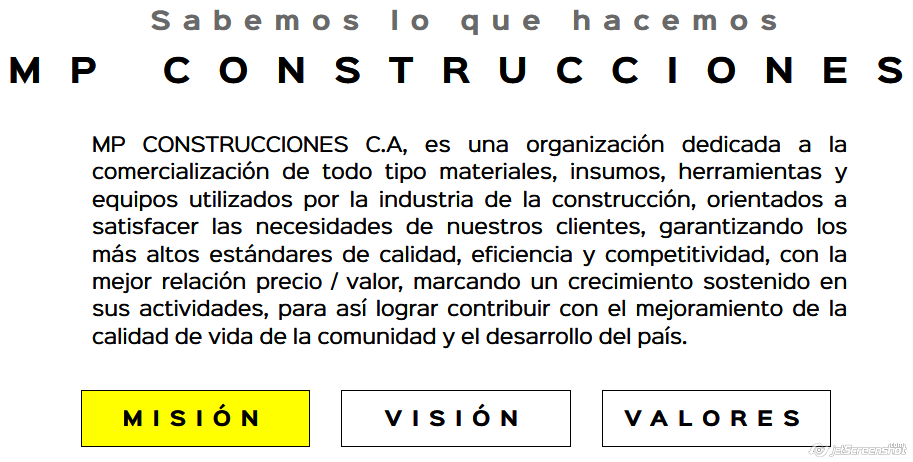 Sabemos lo que hacemos
MP CONSTRUCCIONES
MP CONSTRUCCIONES C.A, es una organización dedicada a la
comercialización de todo tipo materiales, insumos, herramientas y
equipos utilizados por la industria de la construcción, orientados a
satisfacer las necesidades de nuestros clientes, garantizando los
más altos estándares de calidad, eficiencia y competitividad, con la
mejor relación precio / valor, marcando un crecimiento sostenido en
sus actividades, para así lograr contribuir con el mejoramiento de la
calidad de vida de la comunidad y el desarrollo del país.
MISIÓN VISIÓN VALORES
jetScreenshot .com